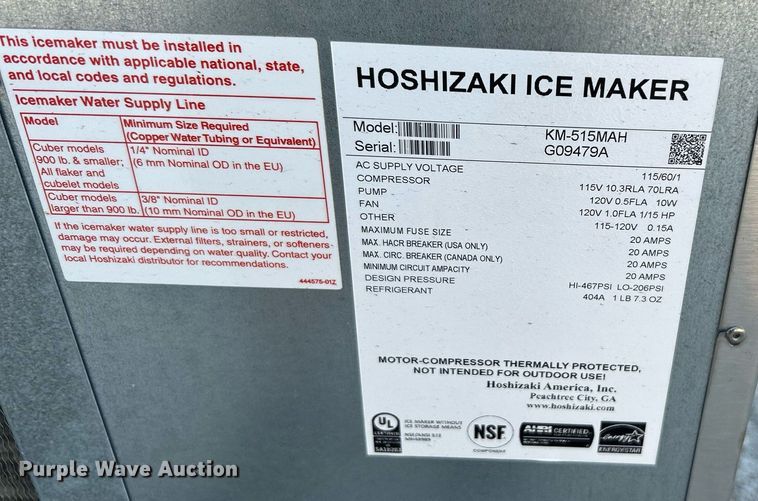 This icemaker must be installed in
accordance with applicable national, state,
and local codes and regulations.
Icemaker Water Supply Line
Model
Minimum Size Required
(Copper Water Tubing or Equivalent)
Cuber models
900 lb. & smaller;
All flaker and
cubelet models
1/4" Nominal ID
(6 mm Nominal OD in the EU)
Cuber models
larger than 900 lb.
3/8" Nominal ID
(10 mm Nominal OD in the EU)
If the icemaker water supply line is too small or restricted,
damage may occur. External filters, strainers, or softeners
may be required depending on water quality. Contact your
local Hoshizaki distributor for recommendations.
444575-01Z
HOSHIZAKI ICE MAKER
Model: KM-515MAH
Serial: G09479A
AC SUPPLY VOLTAGE 115/60/1
COMPRESSOR 115V 10.3RLA 70LRA
PUMP 120V 0.5FLA 10W
FAN 120V 1.0FLA 1/15 HP
OTHER 115-120V 0.15A
MAXIMUM FUSE SIZE 20 AMPS
MAX. HACR BREAKER (USA ONLY) 20 AMPS
MAX. CIRC. BREAKER (CANADA ONLY) 20 AMPS
MINIMUM CIRCUIT AMPACITY 20 AMPS
DESIGN PRESSURE HI-467PSI LO-206PSI
REFRIGERANT 404A 1 LB 7.3 OZ
MOTOR-COMPRESSOR THERMALLY PROTECTED,
NOT INTENDED FOR OUTDOOR USE!
Hoshizaki America, Inc.
Peachtree City, GA
www.hoshizaki.com
UL
ICE MAKER WITHOUT
ICE STORAGE MEANS
NSF
COMPONENT
AHRI CERTIFIED
ENERGY STAR
Purple Wave Auction